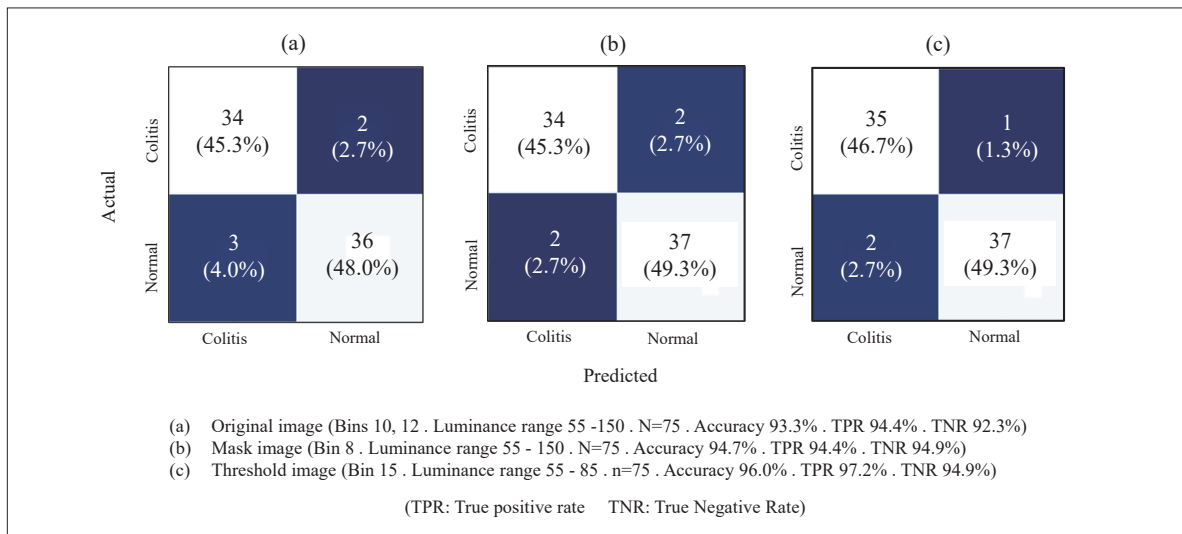 (a) (b) (c)
Actual
Colitis
34 (45.3%)
2 (2.7%)
Normal
3 (4.0%)
36 (48.0%)
Colitis Normal
Colitis
34 (45.3%)
2 (2.7%)
Normal
2 (2.7%)
37 (49.3%)
Colitis Normal
Colitis
35 (46.7%)
1 (1.3%)
Normal
2 (2.7%)
37 (49.3%)
Colitis Normal
Predicted
(a) Original image (Bins 10, 12 . Luminance range 55 -150 . N=75 . Accuracy 93.3% . TPR 94.4% . TNR 92.3%)
(b) Mask image (Bin 8 . Luminance range 55 - 150 . N=75 . Accuracy 94.7% . TPR 94.4% . TNR 94.9%)
(c) Threshold image (Bin 15 . Luminance range 55 - 85 . n=75 . Accuracy 96.0% . TPR 97.2% . TNR 94.9%)
(TPR: True positive rate TNR: True Negative Rate)